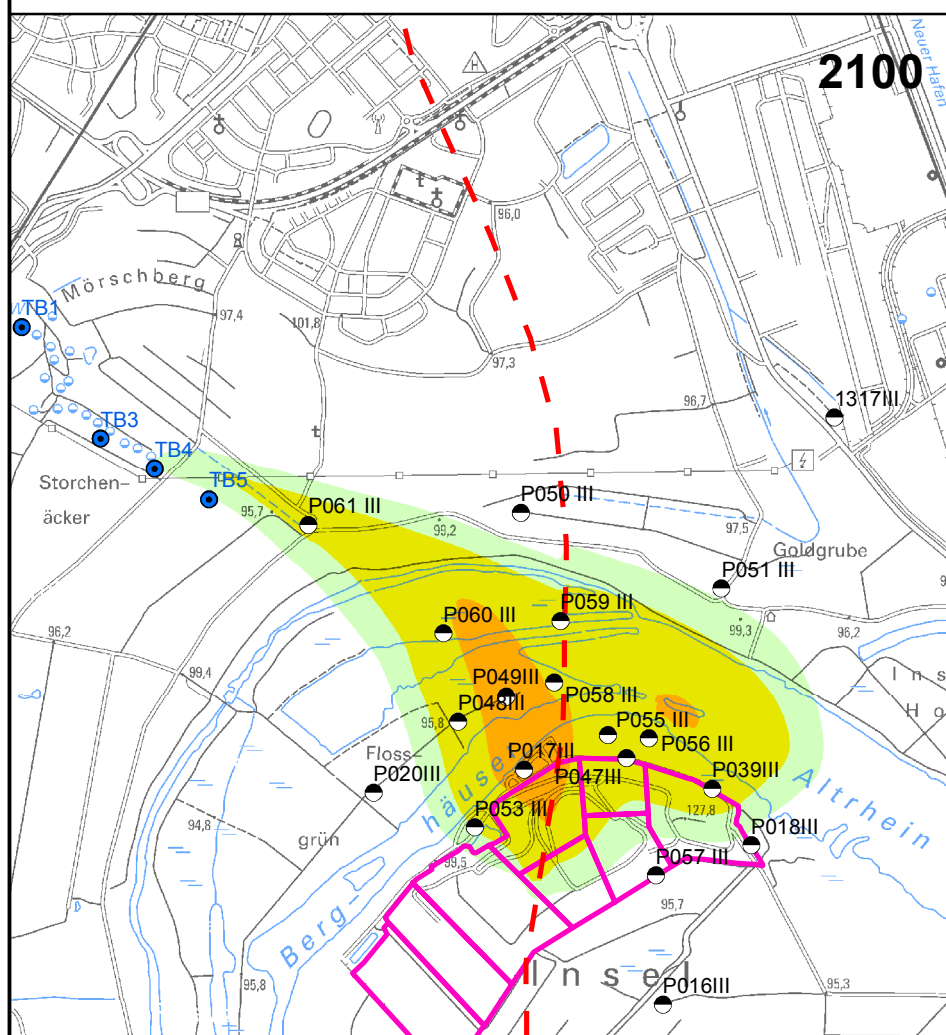 2100
Neuer Hafen
H
96,0
Mörschberg
W
TB1
97,4
101,8
97,3
96,7
1317III
TB3
TB4
Storchen-
äcker
TB5
95,7
P061 III
99,2
P050 III
97,5
Goldgrube
P051 III
96,2
P060 III
P059 III
99,3
96,2
99,4
Ins
Ho
P049III
P058 III
P048III
95,8
P055 III
Floss-
grün
P056 III
P017III
P047III
P020III
P039III
127,8
Altrhein
94,8
P053 III
P018III
99,5
P057 III
Berg-
häuser
95,7
Insel
95,8
P016III
95,3